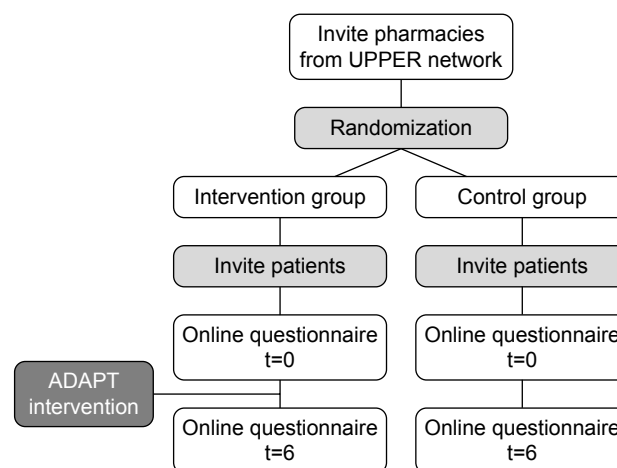 Invite pharmacies
from UPPER network
Randomization
Intervention group
Control group
Invite patients
Invite patients
Online questionnaire
t=0
Online questionnaire
t=0
ADAPT
intervention
Online questionnaire
t=6
Online questionnaire
t=6